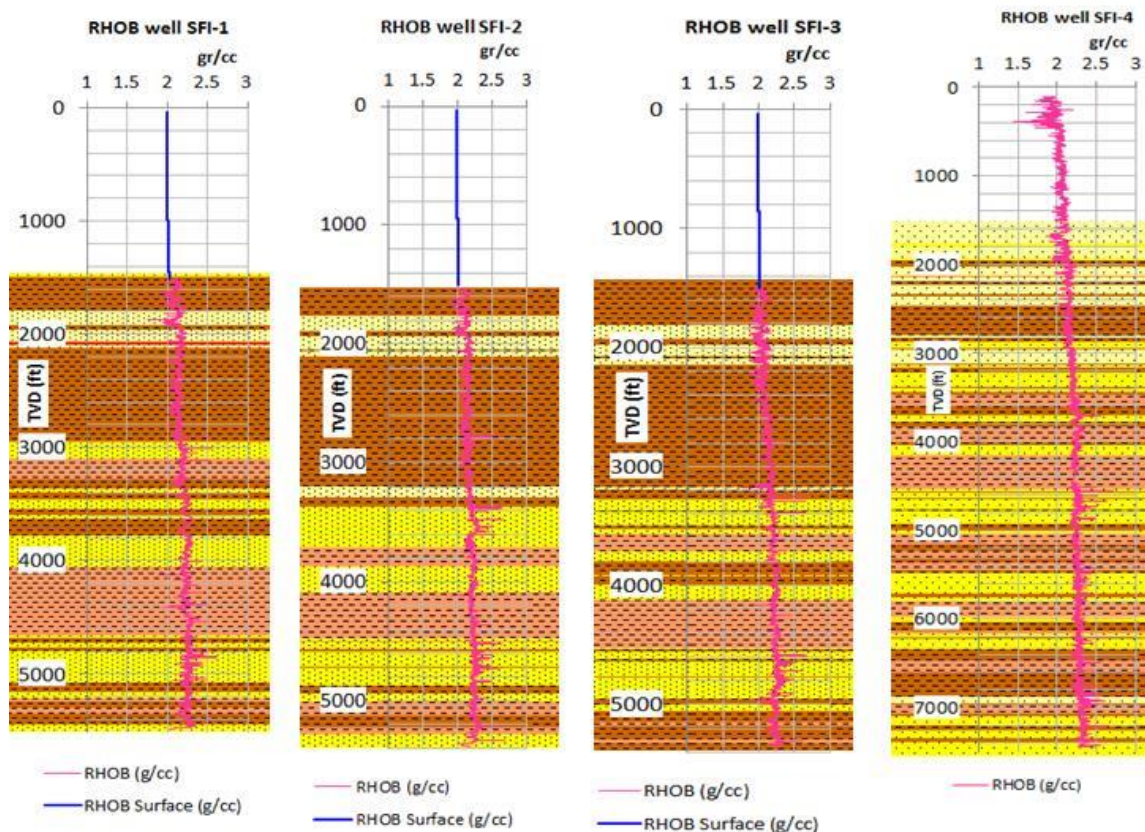 RHOB well SFI-1
gr/cc
1 1.5 2 2.5 3
0
1000
2000
TVD (ft)
3000
4000
5000
RHOB (g/cc)
RHOB Surface (g/cc)
RHOB well SFI-2
gr/cc
1 1.5 2 2.5 3
0
1000
2000
TVD (ft)
3000
4000
5000
RHOB (g/cc)
RHOB Surface (g/cc)
RHOB well SFI-3
gr/cc
1 1.5 2 2.5 3
0
1000
2000
TVD (ft)
3000
4000
5000
RHOB (g/cc)
RHOB Surface (g/cc)
RHOB well SFI-4
gr/cc
1 1.5 2 2.5 3
0
1000
2000
3000
TVD (ft)
4000
5000
6000
7000
RHOB (g/cc)